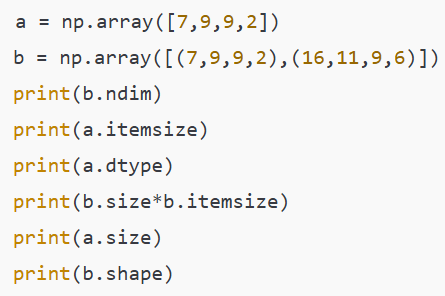 a = np.array([7,9,9,2])
b = np.array([(7,9,9,2),(16,11,9,6)])
print(b.ndim)
print(a.itemsize)
print(a.dtype)
print(b.size*b.itemsize)
print(a.size)
print(b.shape)